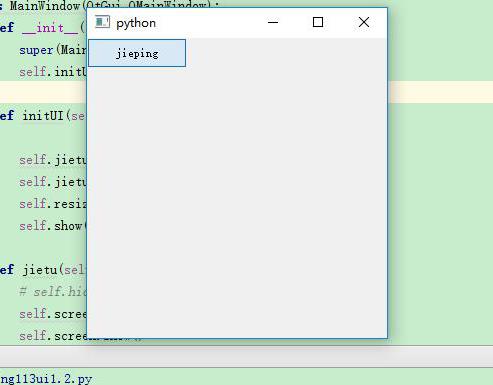 MainWindow(QtGui.QMainWindow):
python
ef __init__(
super(Main
jieping
self.initU
ef initUI(se
self.jietu
self.jietu
self.resiz
self.show(
ef jietu(sel
# self.hid
self.scree
self.screen
ng113ui1.2.py